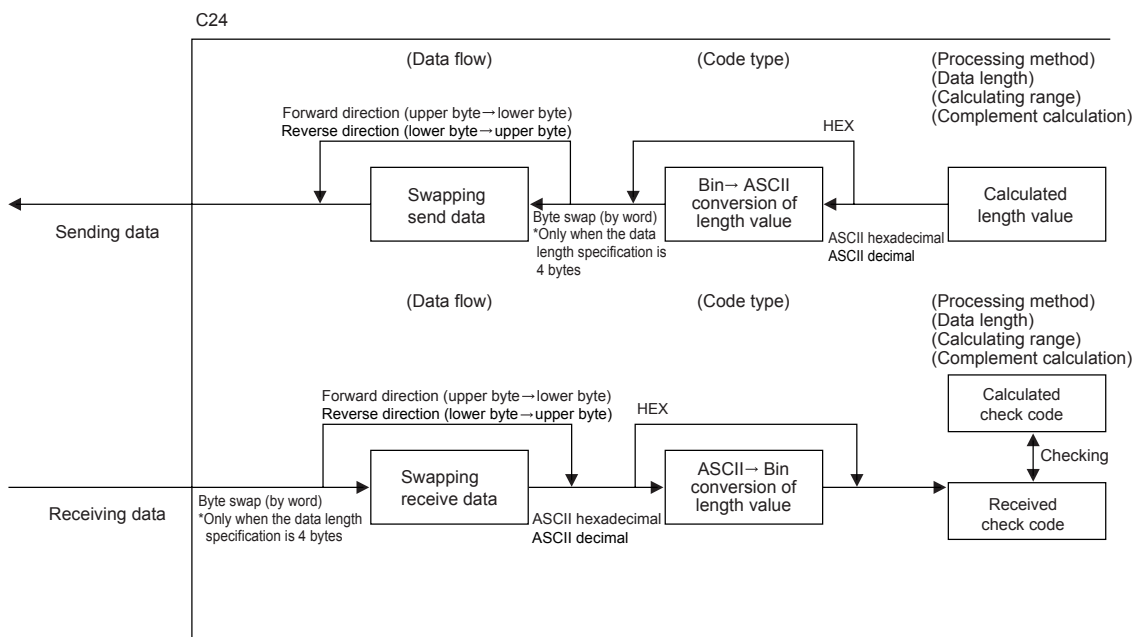 C24
(Data flow)
(Code type)
(Processing method)
(Data length)
(Calculating range)
(Complement calculation)
Forward direction (upper byte→lower byte)
Reverse direction (lower byte→upper byte)
HEX
Swapping
send data
Bin→ ASCII
conversion of
length value
Calculated
length value
Sending data
Byte swap (by word)
*Only when the data
length specification is
4 bytes
ASCII hexadecimal
ASCII decimal
(Data flow)
(Code type)
(Processing method)
(Data length)
(Calculating range)
(Complement calculation)
Forward direction (upper byte→lower byte)
Reverse direction (lower byte→upper byte)
HEX
Calculated
check code
Checking
Swapping
receive data
ASCII→ Bin
conversion of
length value
Received
check code
Receiving data
Byte swap (by word)
*Only when the data length
specification is 4 bytes
ASCII hexadecimal
ASCII decimal